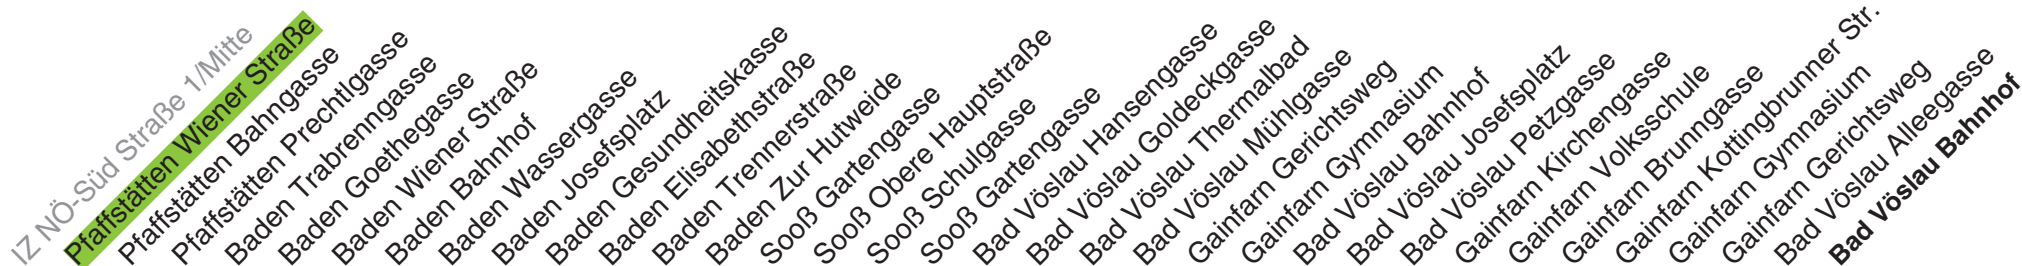 IZ NÖ-Süd Straße 1/Mitte
Pfaffstätten Wiener Straße
Pfaffstätten Bahngasse
Pfaffstätten Prechtlgasse
Baden Trabrenngasse
Baden Goethegasse
Baden Wiener Straße
Baden Bahnhof
Baden Wassergasse
Baden Josefsplatz
Baden Gesundheitskasse
Baden Elisabethstraße
Baden Trennerstraße
Baden Zur Hutweide
Sooß Gartengasse
Sooß Obere Hauptstraße
Sooß Schulgasse
Sooß Gartengasse
Bad Vöslau Hansengasse
Bad Vöslau Goldeckgasse
Bad Vöslau Thermalbad
Bad Vöslau Mühlgasse
Gainfarn Gerichtsweg
Gainfarn Gymnasium
Bad Vöslau Bahnhof
Bad Vöslau Josefsplatz
Bad Vöslau Petzgasse
Gainfarn Kirchengasse
Gainfarn Volksschule
Gainfarn Brunngasse
Gainfarn Kottingbrunner Str.
Gainfarn Gymnasium
Gainfarn Gerichtsweg
Bad Vöslau Alleegasse
Bad Vöslau Bahnhof